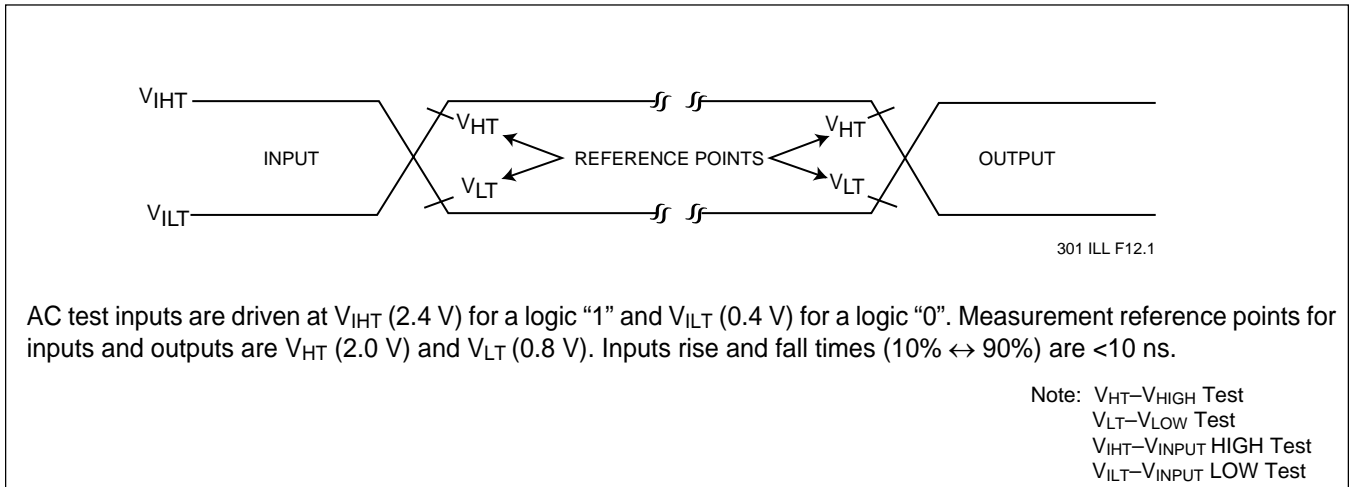 VIHT
VHT
VHT
INPUT
REFERENCE POINTS
OUTPUT
VLT
VLT
VILT
301 ILL F12.1
AC test inputs are driven at VIHT (2.4 V) for a logic “1” and VILT (0.4 V) for a logic “0”. Measurement reference points for
inputs and outputs are VHT (2.0 V) and VLT (0.8 V). Inputs rise and fall times (10% ↔ 90%) are <10 ns.
Note: VHT–VHIGH Test
VLT–VLOW Test
VIHT–VINPUT HIGH Test
VILT–VINPUT LOW Test